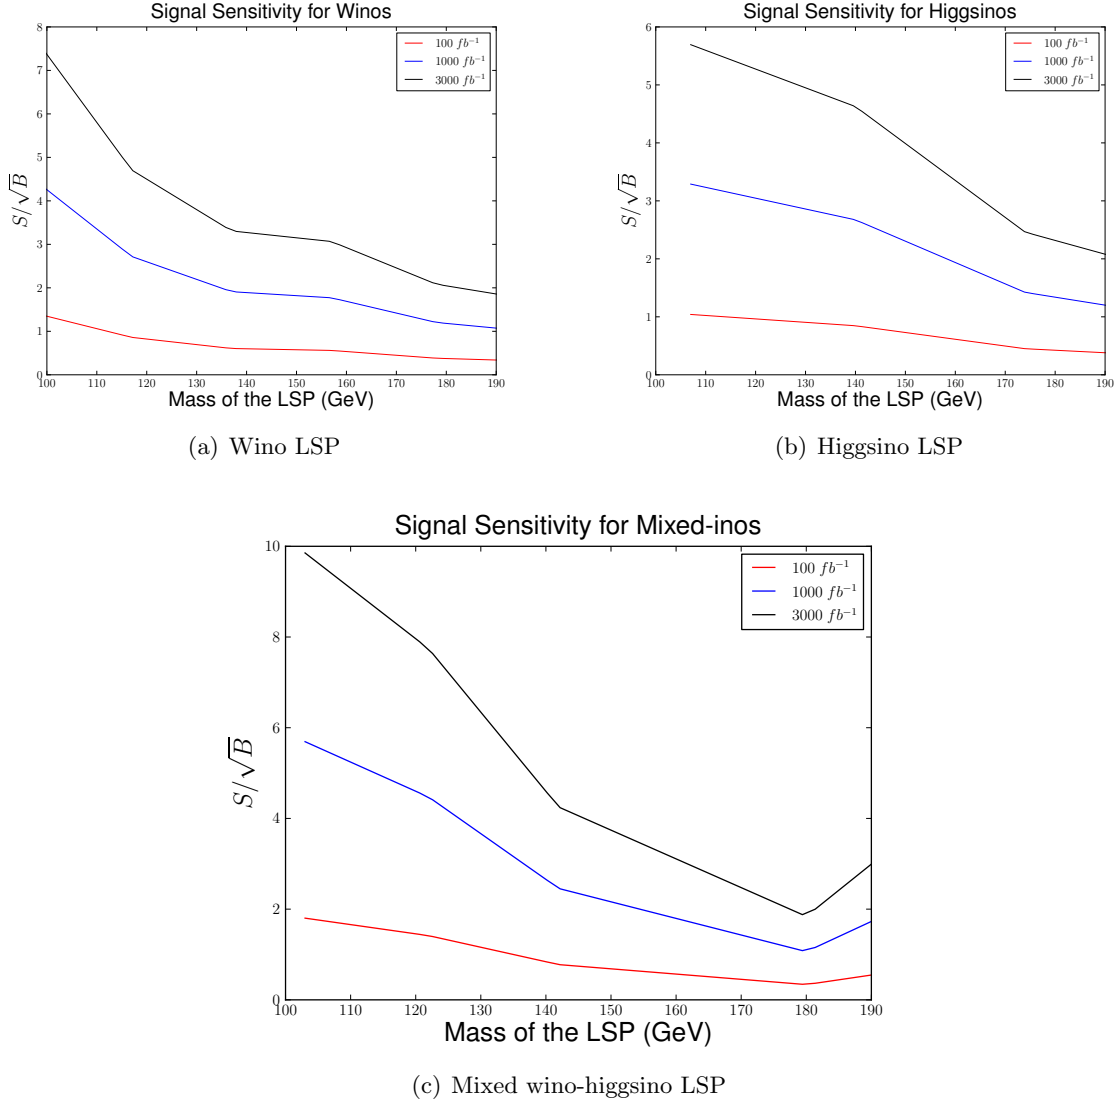 Signal Sensitivity for Winos
8
7
6
5
4
3
2
1
0
S/√B
100 fb⁻¹
1000 fb⁻¹
3000 fb⁻¹
100 110 120 130 140 150 160 170 180 190
Mass of the LSP (GeV)
(a) Wino LSP
Signal Sensitivity for Higgsinos
6
5
4
3
2
1
0
S/√B
100 fb⁻¹
1000 fb⁻¹
3000 fb⁻¹
100 110 120 130 140 150 160 170 180 190
Mass of the LSP (GeV)
(b) Higgsino LSP
Signal Sensitivity for Mixed-inos
10
8
6
4
2
0
S/√B
100 fb⁻¹
1000 fb⁻¹
3000 fb⁻¹
100 110 120 130 140 150 160 170 180 190
Mass of the LSP (GeV)
(c) Mixed wino-higgsino LSP